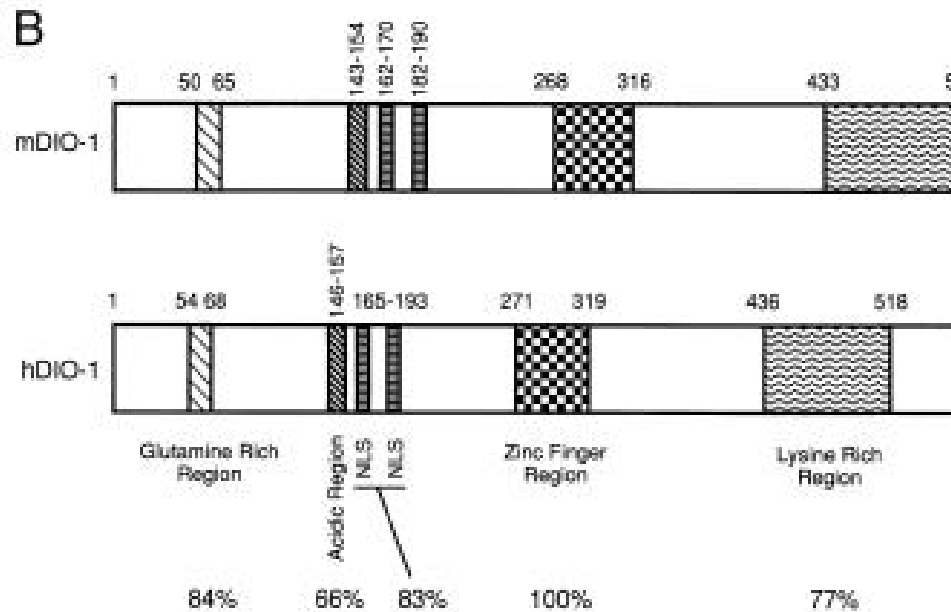 B
143-154
162-170
182-190
1 50 65 268 316 433
mDIO-1
146-157
1 54 68 165-193 271 319 436 518
hDIO-1
Glutamine Rich
Region
Acidic Region
NLS
NLS
Zinc Finger
Region
Lysine Rich
Region
84% 66% 83% 100% 77%